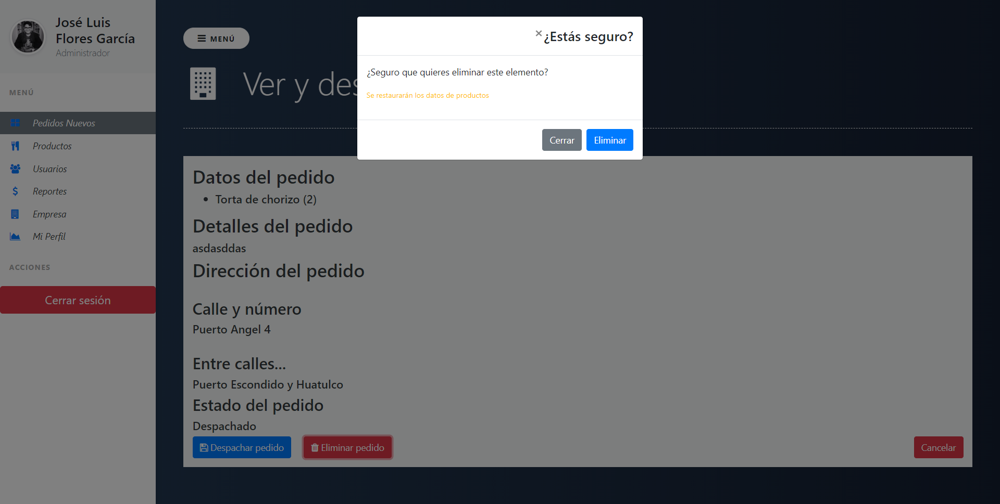 José Luis
Flores García
Administrador
MENÚ
Pedidos Nuevos
Productos
Usuarios
Reportes
Empresa
Mi Perfil
ACCIONES
Cerrar sesión
MENÚ
Ver y des
× ¿Estás seguro?
¿Seguro que quieres eliminar este elemento?
Se restaurarán los datos de productos
Cerrar Eliminar
Datos del pedido
• Torta de chorizo (2)
Detalles del pedido
asdasddas
Dirección del pedido
Calle y número
Puerto Angel 4
Entre calles...
Puerto Escondido y Huatulco
Estado del pedido
Despachado
Despachar pedido Eliminar pedido Cancelar